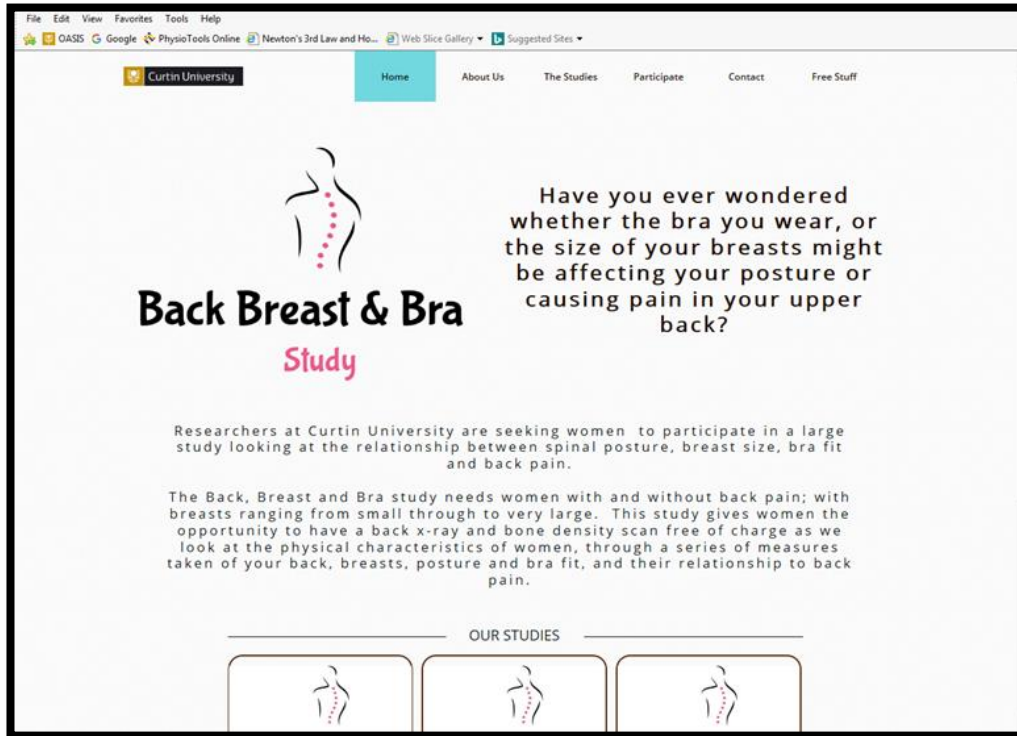 File Edit View Favorites Tools Help
OASIS Google PhysioTools Online Newton's 3rd Law and Ho... Web Slice Gallery Suggested Sites
Curtin University Home About Us The Studies Participate Contact Free Stuff
Have you ever wondered
whether the bra you wear, or
the size of your breasts might
be affecting your posture or
causing pain in your upper
back?
Back Breast & Bra
Study
Researchers at Curtin University are seeking women to participate in a large
study looking at the relationship between spinal posture, breast size, bra fit
and back pain.
The Back, Breast and Bra study needs women with and without back pain; with
breasts ranging from small through to very large. This study gives women the
opportunity to have a back x-ray and bone density scan free of charge as we
look at the physical characteristics of women, through a series of measures
taken of your back, breasts, posture and bra fit, and their relationship to back
pain.
OUR STUDIES